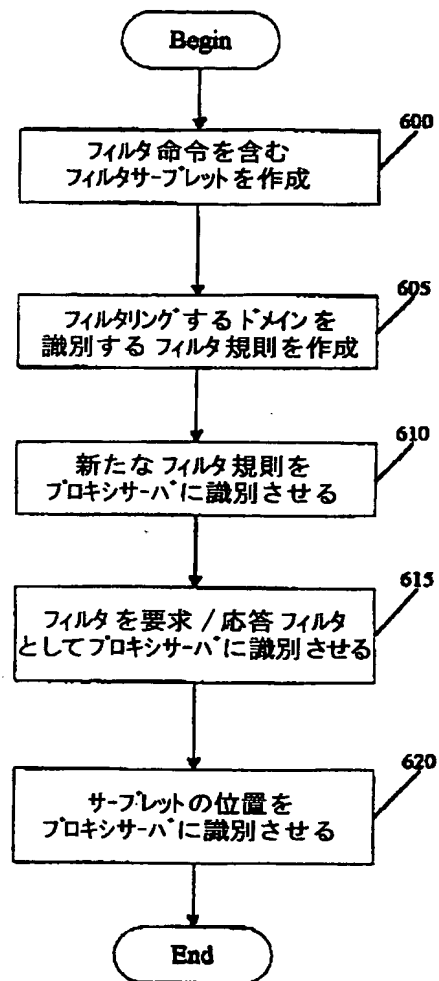 Begin
600
フィルタ命令を含む
フィルタサーブレットを作成
605
フィルタリングするドメインを
識別するフィルタ規則を作成
610
新たなフィルタ規則を
プロキシサーバに識別させる
615
フィルタを要求/応答フィルタ
としてプロキシサーバに識別させる
620
サーブレットの位置を
プロキシサーバに識別させる
End